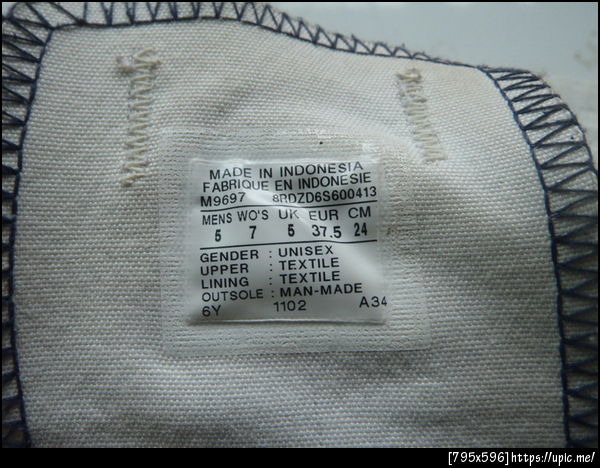 MADE IN INDONESIA
FABRIQUE EN INDONESIE
M9697 8RDZD6S600413
MENS WO'S UK EUR CM
5 7 5 37.5 24
GENDER : UNISEX
UPPER : TEXTILE
LINING : TEXTILE
OUTSOLE : MAN-MADE
6Y 1102 A34
[795x596]https://upic.me/